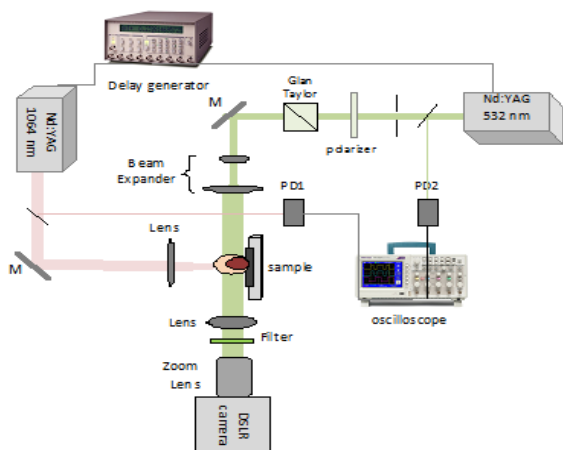 Delay generator
Glan
Taylor
Nd:YAG
532 nm
Nd:YAG
1064 nm
M
polarizer
Beam
Expander
PD1
PD2
Lens
M
sample
oscilloscope
Lens
Filter
Zoom
Lens
DSLR
camera